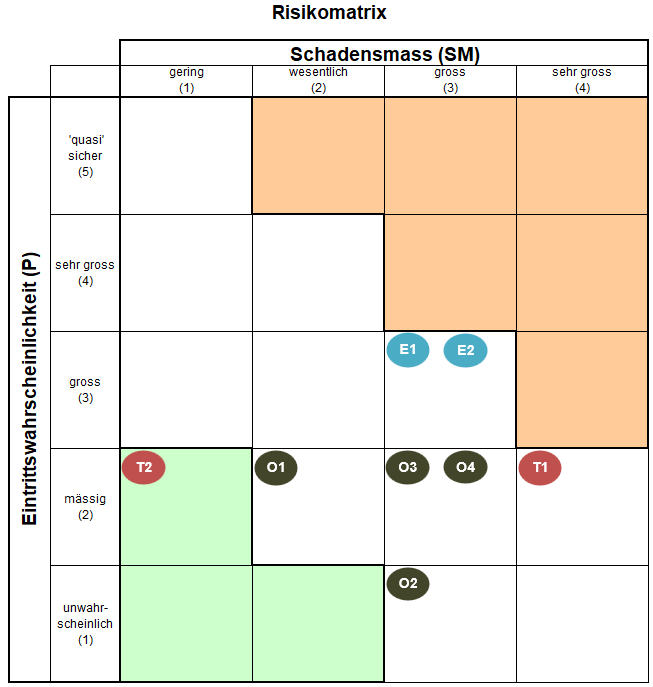 Risikomatrix
Schadensmass (SM)
gering
(1)
wesentlich
(2)
gross
(3)
sehr gross
(4)
Eintrittswahrscheinlichkeit (P)
'quasi'
sicher
(5)
sehr gross
(4)
gross
(3)
E1 E2
mässig
(2)
T2 O1 O3 O4 T1
unwahr-
scheinlich
(1)
O2